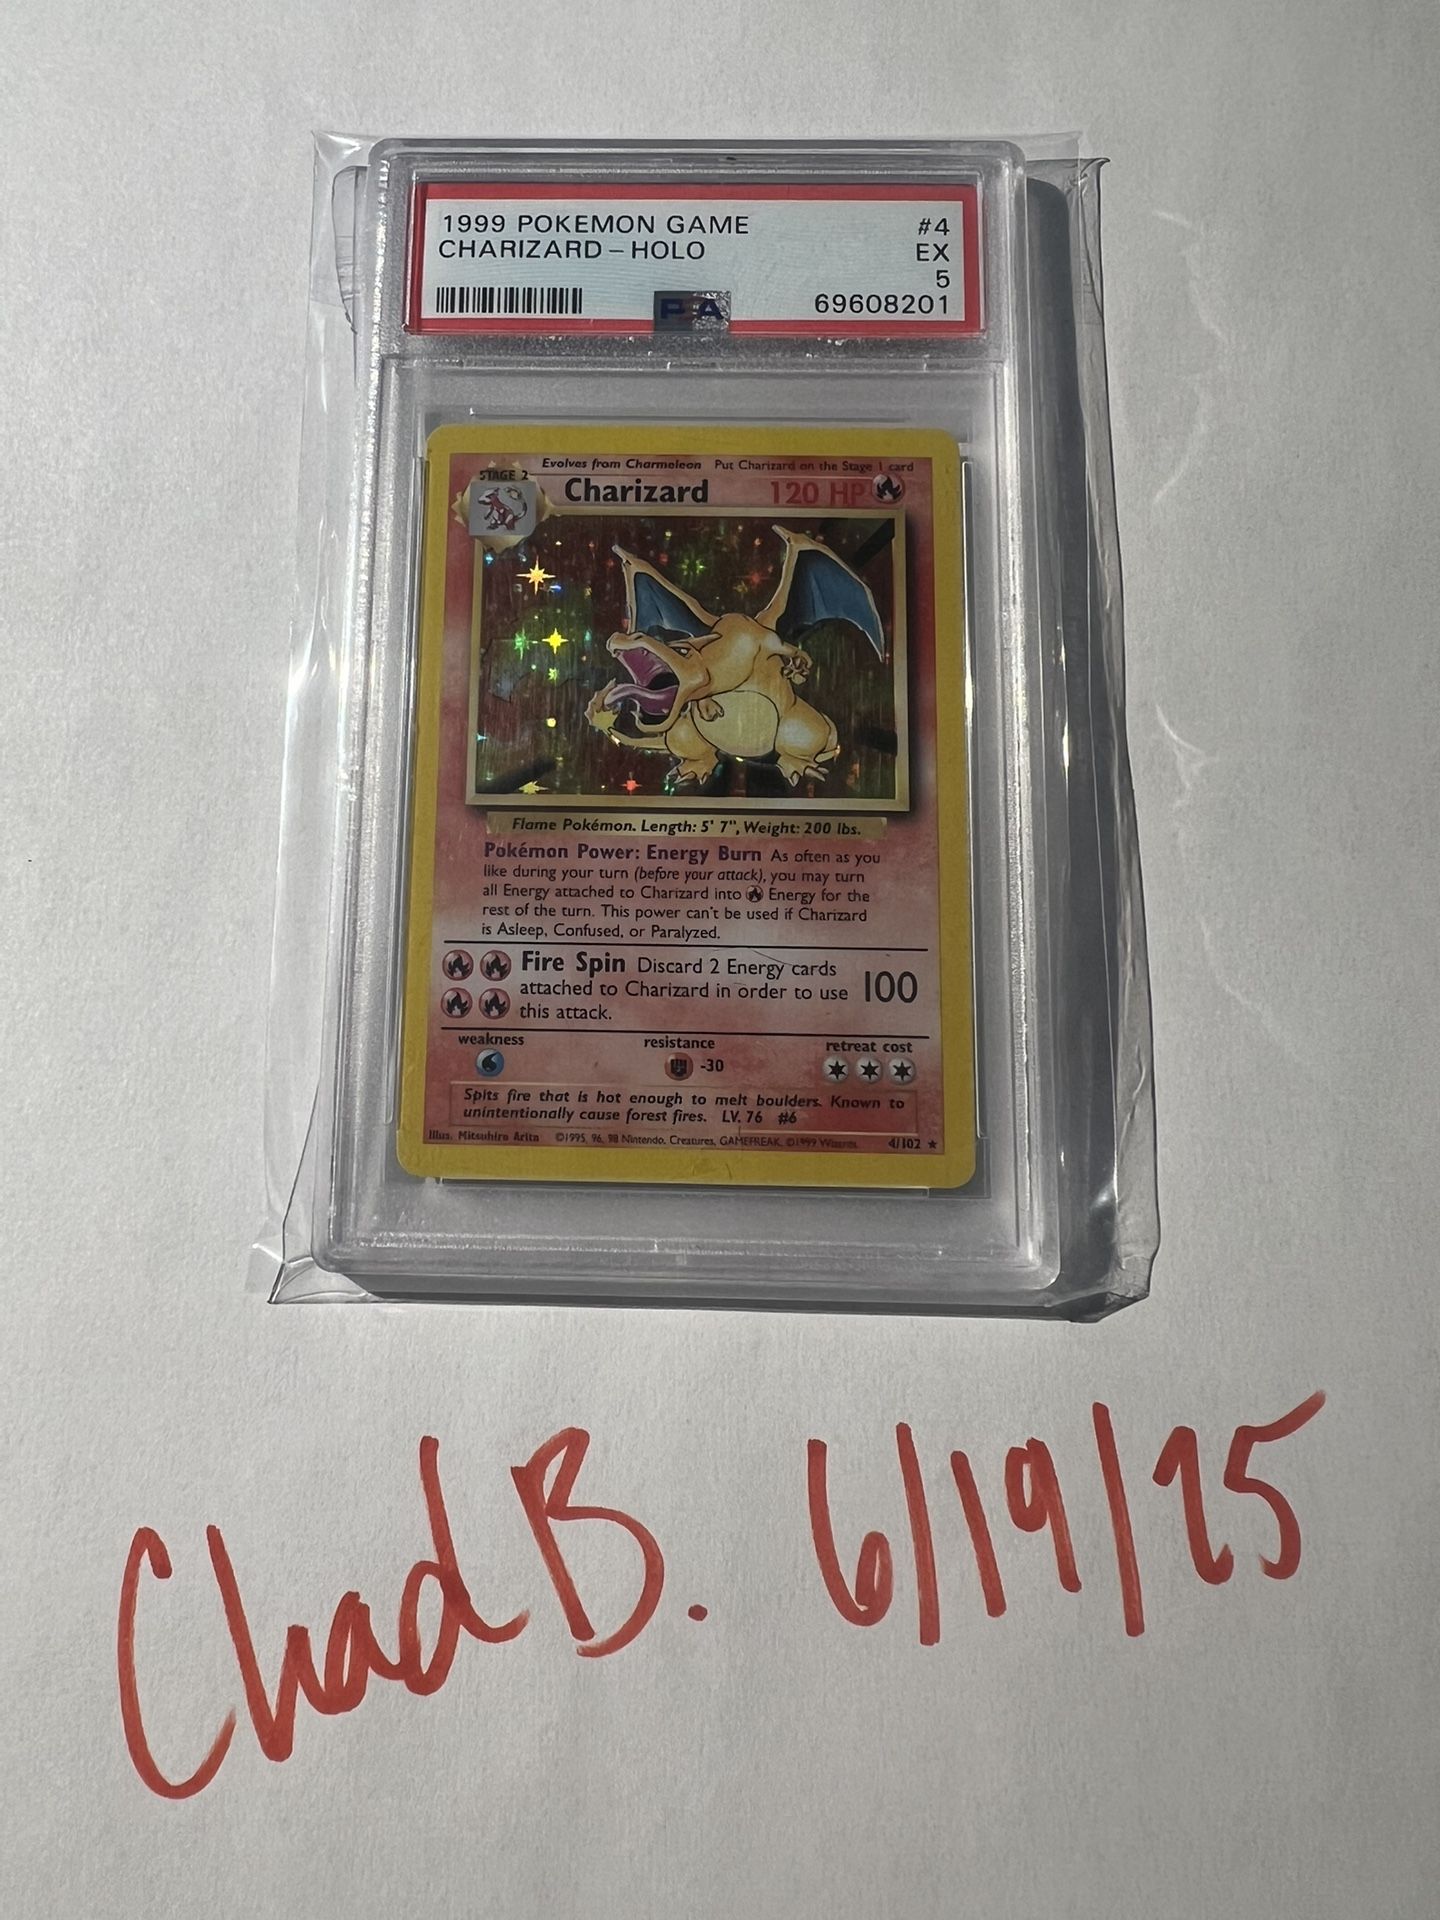 1999 POKEMON GAME #4
CHARIZARD - HOLO EX
5
69608201
PSA
Evolves from Charmeleon Put Charizard on the Stage 1 card
STAGE 2
Charizard 120 HP
Flame Pokémon. Length: 5' 7", Weight: 200 lbs.
Pokémon Power: Energy Burn As often as you
like during your turn (before your attack), you may turn
all Energy attached to Charizard into Energy for the
rest of the turn. This power can't be used if Charizard
is Asleep, Confused, or Paralyzed.
Fire Spin Discard 2 Energy cards
attached to Charizard in order to use 100
this attack.
weakness resistance retreat cost
-30
Spits fire that is hot enough to melt boulders. Known to
unintentionally cause forest fires. LV. 76 #6
Illus. Mitsuhiro Arita ©1995, 96, 98 Nintendo, Creatures, GAMEFREAK. ©1999 Wizards. 4/102 ★
Chad B. 6/19/25